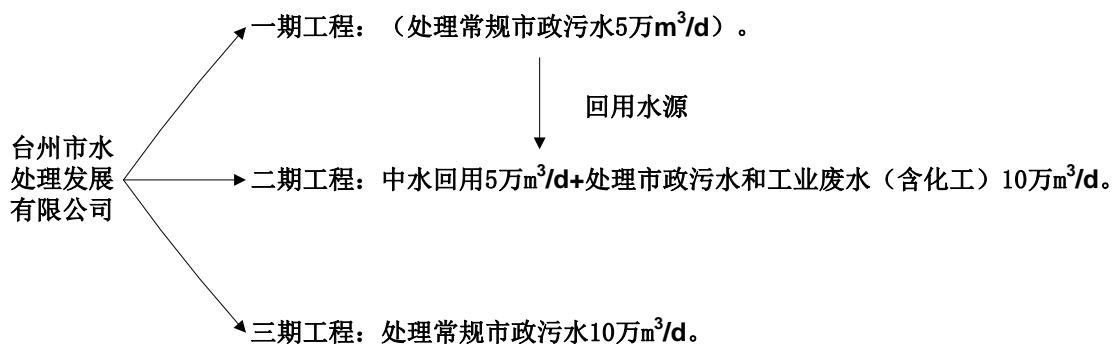 一期工程：（处理常规市政污水5万m³/d）。
回用水源
台州市水
处理发展
有限公司
二期工程：中水回用5万m³/d+处理市政污水和工业废水（含化工）10万m³/d。
三期工程：处理常规市政污水10万m³/d。